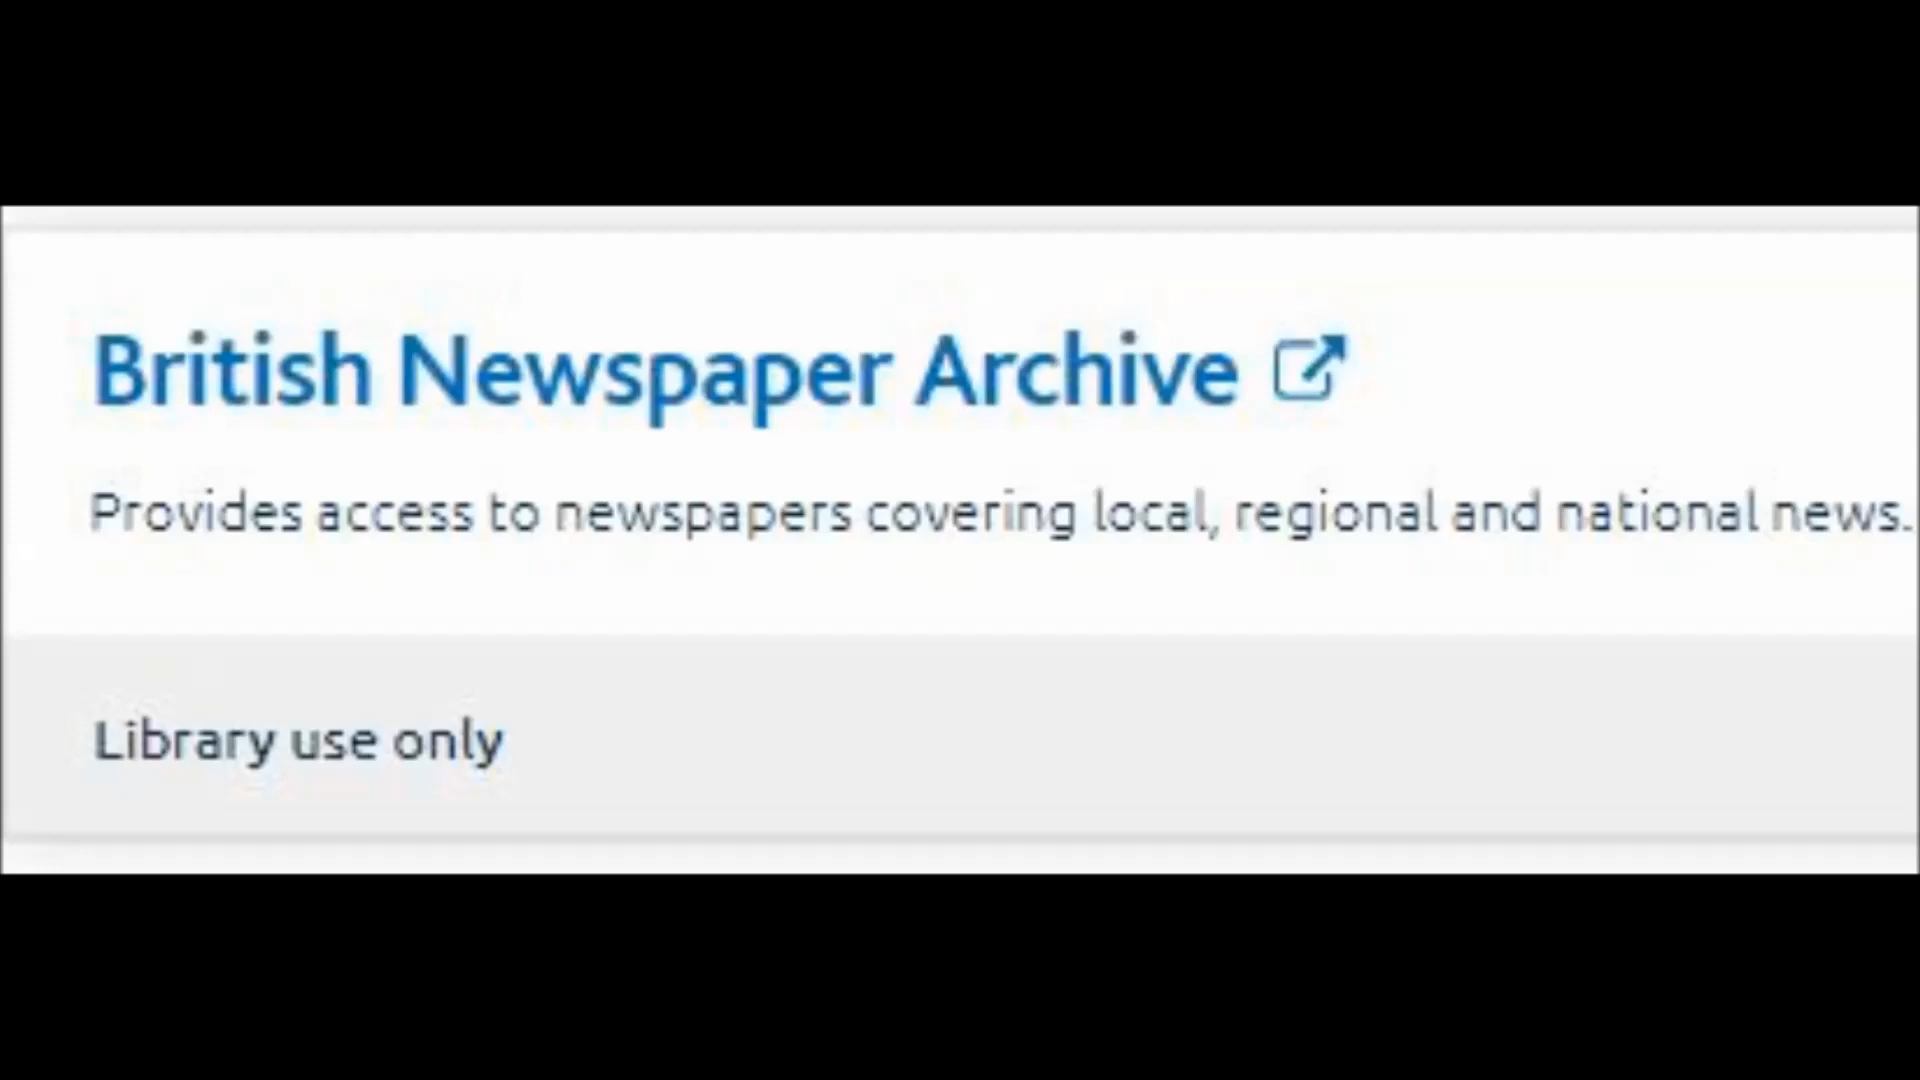 British Newspaper Archive
Provides access to newspapers covering local, regional and national news.
Library use only